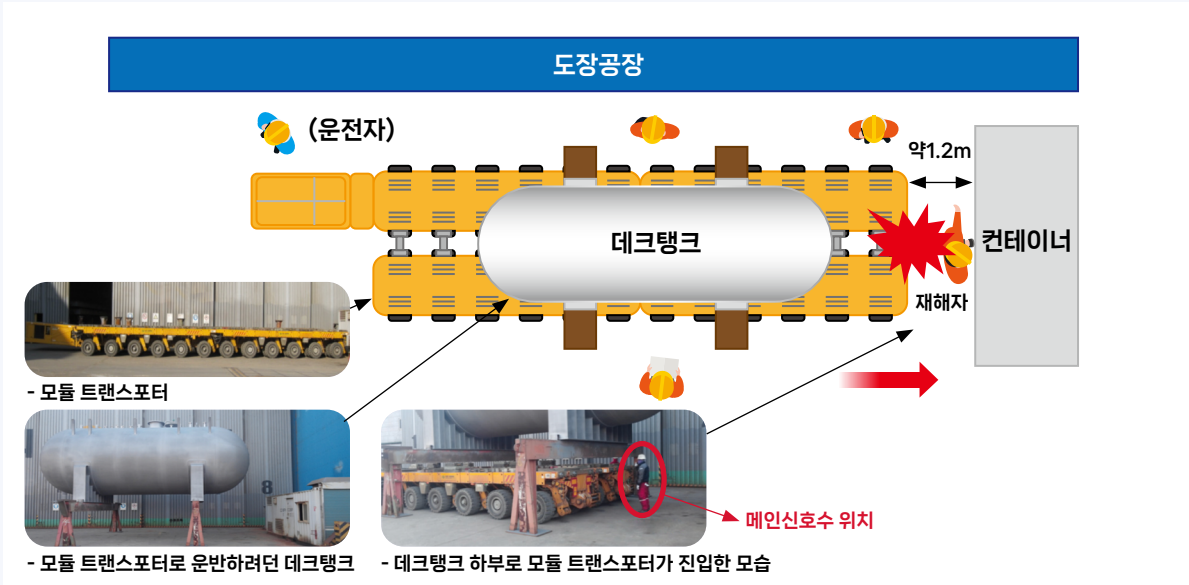 도장공장
(운전자)
약1.2m
데크탱크
컨테이너
재해자
- 모듈 트랜스포터
8
메인신호수 위치
- 모듈 트랜스포터로 운반하려던 데크탱크
- 데크탱크 하부로 모듈 트랜스포터가 진입한 모습